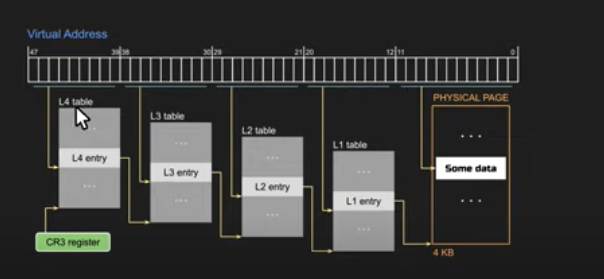 Virtual Address
47 39 38 30 29 21 20 12 11 0
L4 table
L3 table
L2 table
L1 table
PHYSICAL PAGE
...
L4 entry
...
...
L3 entry
...
...
L2 entry
...
...
L1 entry
...
...
Some data
...
CR3 register
4 KB